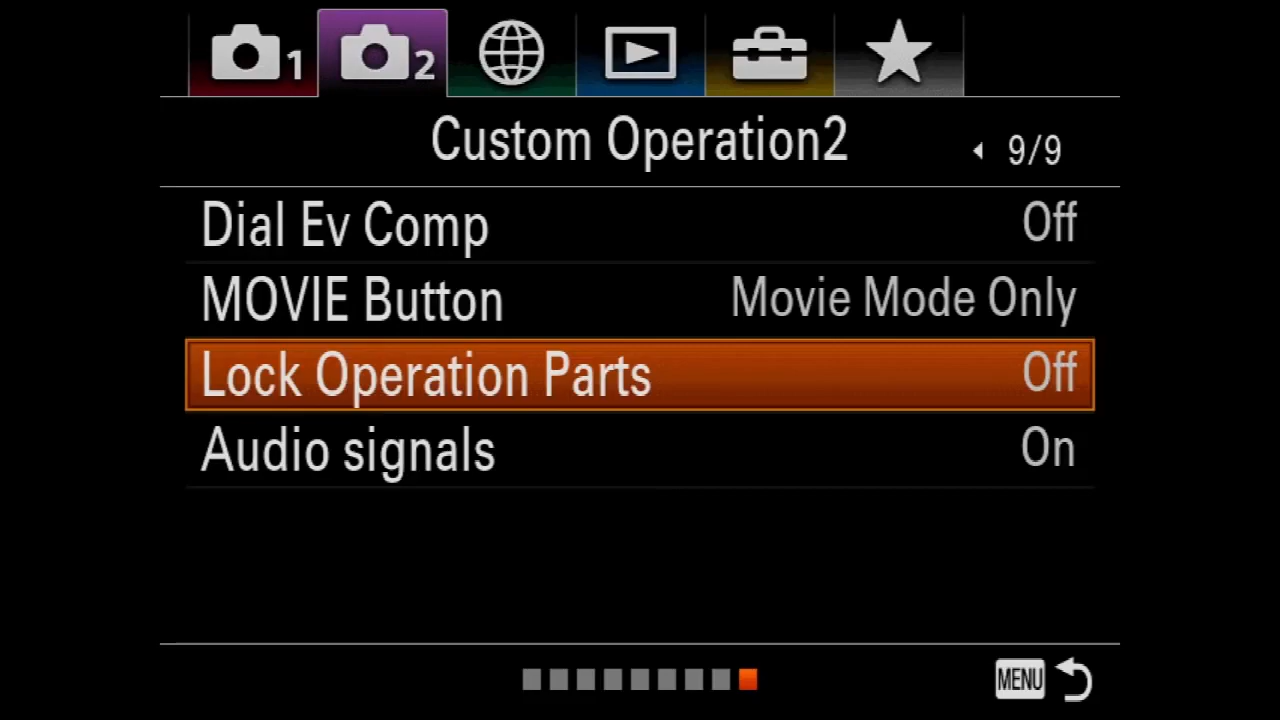 1 2
Custom Operation2 9/9
Dial Ev Comp Off
MOVIE Button Movie Mode Only
Lock Operation Parts Off
Audio signals On
MENU